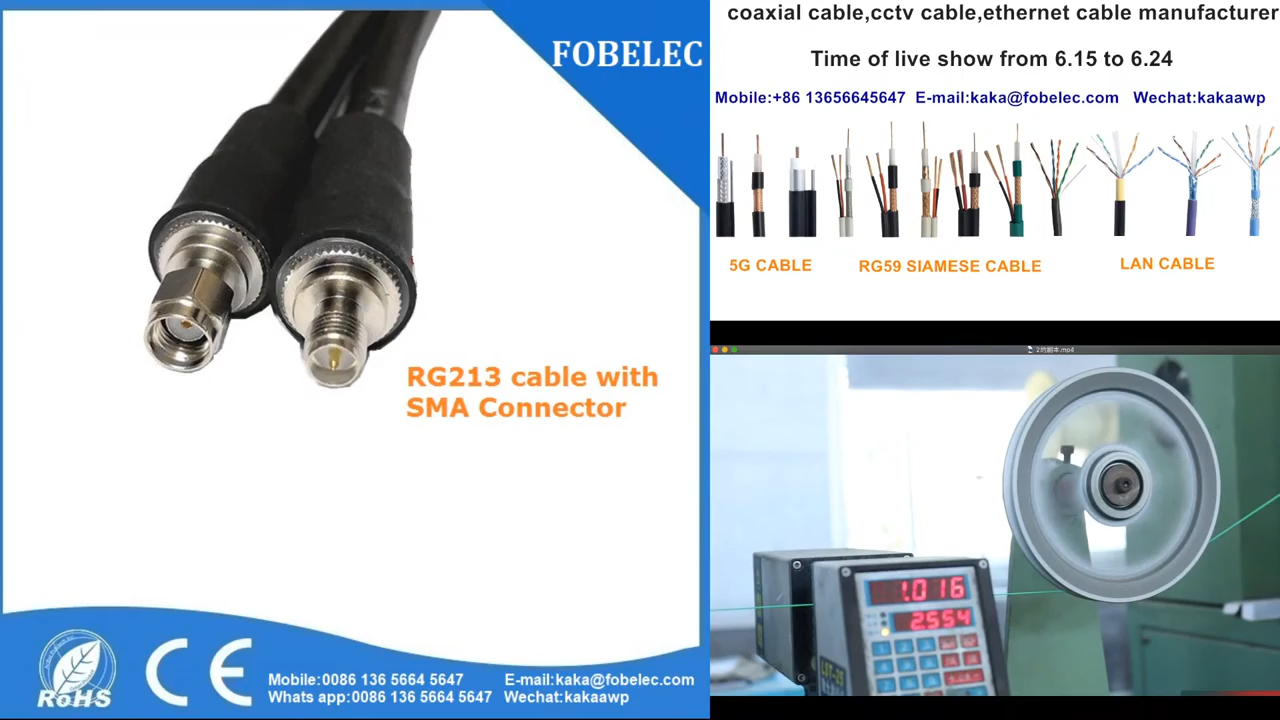 FOBELEC
RG213 cable with
SMA Connector
RoHS
CE
Mobile:0086 136 5664 5647 E-mail:kaka@fobelec.com
Whats app:0086 136 5664 5647 Wechat:kakaawp
coaxial cable,cctv cable,ethernet cable manufacturer
Time of live show from 6.15 to 6.24
Mobile:+86 13656645647 E-mail:kaka@fobelec.com Wechat:kakaawp
5G CABLE
RG59 SIAMESE CABLE
LAN CABLE
1.016
2.554